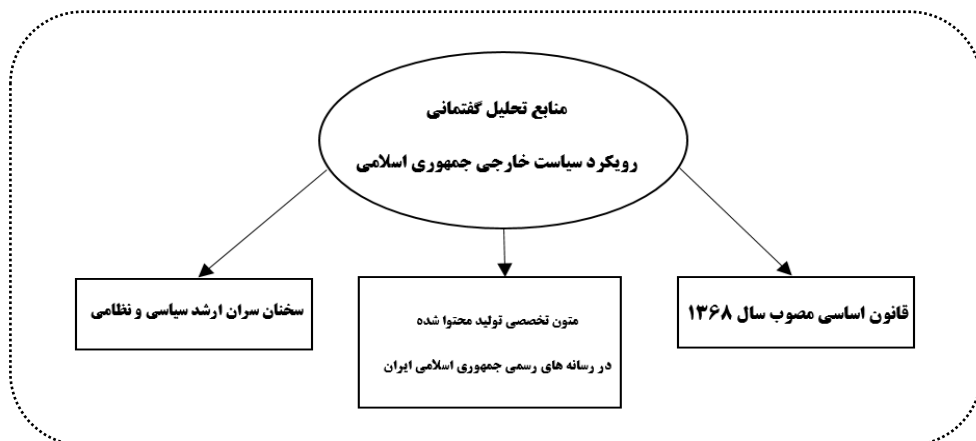 منابع تحلیل گفتمانی
رویکرد سیاست خارجی جمهوری اسلامی
قانون اساسی مصوب سال ۱۳۶۸
متون تخصصی تولید محتوا شده
در رسانه های رسمی جمهوری اسلامی ایران
سخنان سران ارشد سیاسی و نظامی